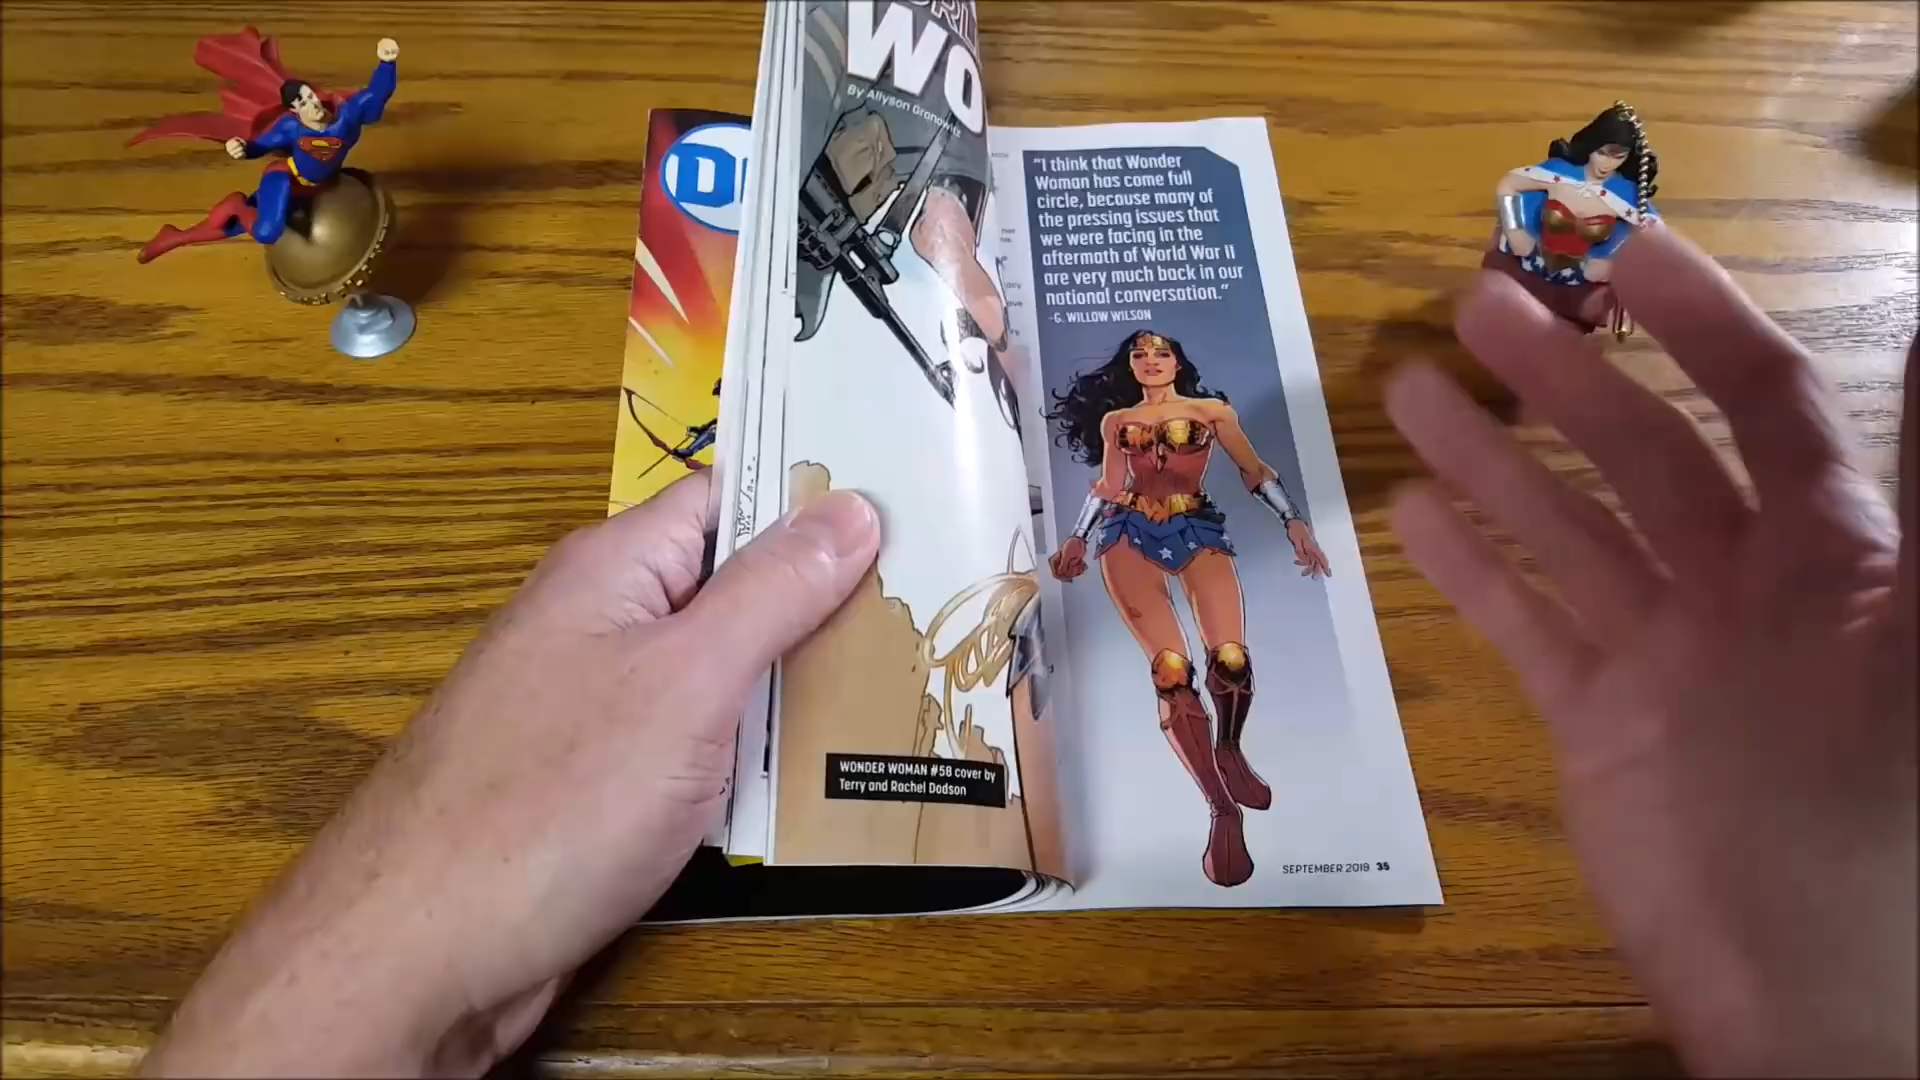 WO
By Allyson Gronowitz
WONDER WOMAN #58 cover by
Terry and Rachel Dodson
"I think that Wonder
Woman has come full
circle, because many of
the pressing issues that
we were facing in the
aftermath of World War II
are very much back in our
national conversation."
-G. WILLOW WILSON
SEPTEMBER 2018 35